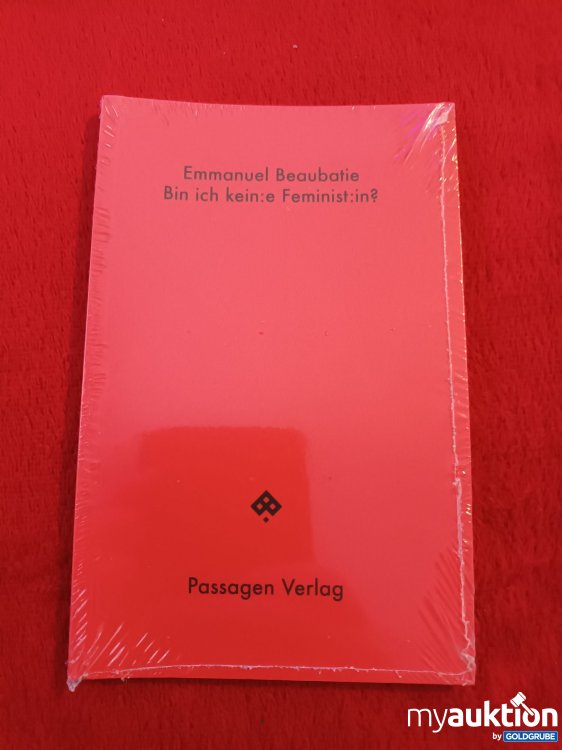 Emmanuel Beaubatie
Bin ich kein:e Feminist:in?
Passagen Verlag
myauktion
by GOLDGRUBE